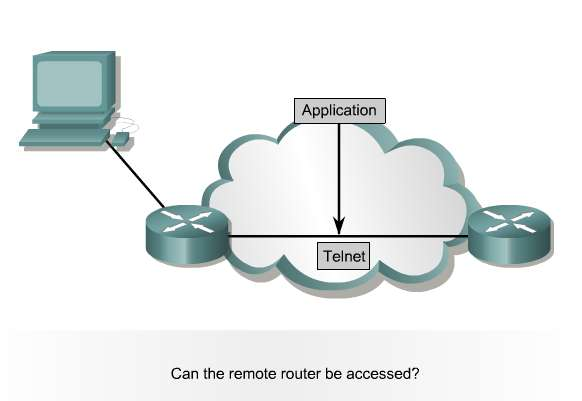 Application
Telnet
Can the remote router be accessed?